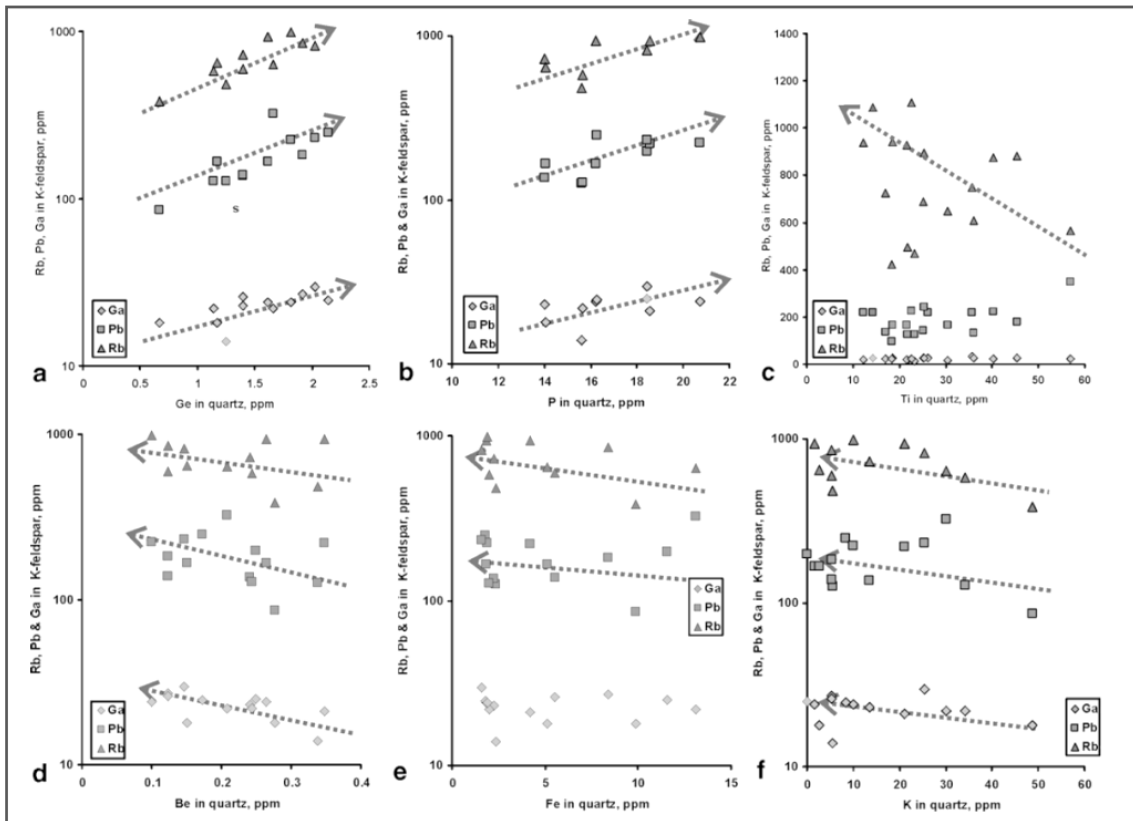 1000
100
10
Rb, Pb, Ga in K-feldspar, ppm
s
Ga
Pb
Rb
a
0 0.5 1 1.5 2 2.5
Ge in quartz, ppm
1000
100
10
Rb, Pb & Ga in K-feldspar, ppm
Ga
Pb
Rb
b
10 12 14 16 18 20 22
P in quartz, ppm
1400
1200
1000
800
600
400
200
0
Rb, Pb, Ga in K-feldspar, ppm
Ga
Pb
Rb
c
0 10 20 30 40 50 60
Ti in quartz, ppm
1000
100
10
Rb, Pb & Ga in K-feldspar, ppm
Ga
Pb
Rb
d
0.0 0.1 0.2 0.3 0.4
Be in quartz, ppm
1000
100
10
Rb, Pb & Ga in K-feldspar, ppm
Ga
Pb
Rb
e
0 5 10 15
Fe in quartz, ppm
1000
100
10
Rb, Pb & Ga in K-feldspar, ppm
Ga
Pb
Rb
f
0 10 20 30 40 50 60
K in quartz, ppm